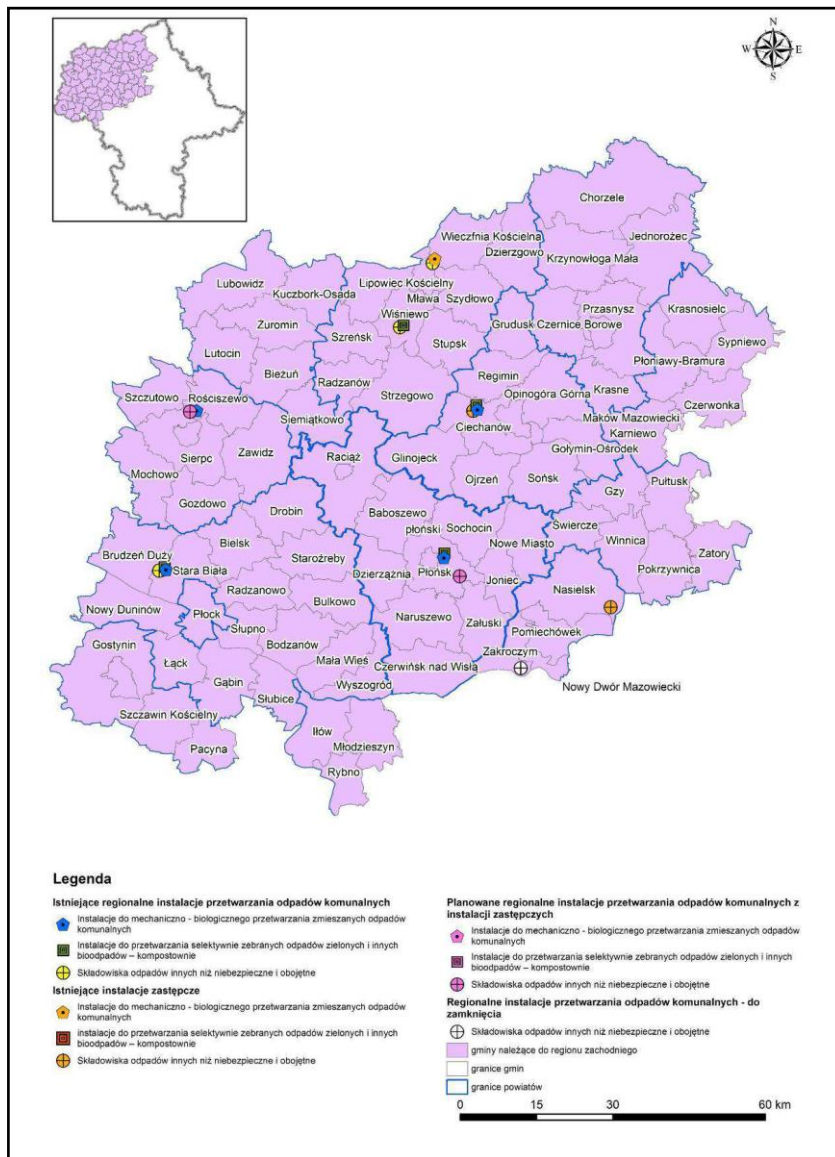 N
W E
S
Chorzele
Wieczfnia Kościelna
Jednorożec
Dzierzgowo
Krzynowłoga Mała
Lipowiec Kościelny
Lubowidz
Kuczbork-Osada
Mława Szydłowo
Przasnysz
Krasnosielc
Wiśniewo
Żuromin
Szreńsk
Grudusk Czernice Borowe
Sypniewo
Stupsk
Lutocin
Płoniawy-Bramura
Bieżuń
Radzanów
Regimin
Opinogóra Górna
Krasne
Szczutowo
Rościszewo
Strzegowo
Czerwonka
Siemiątkowo
Ciechanów
Maków Mazowiecki
Karniewo
Sierpc
Zawidz
Raciąż
Glinojeck
Gołymin-Ośrodek
Mochowo
Ojrzeń
Sońsk
Gzy
Pułtusk
Gozdowo
Drobin
Baboszewo
płoński
Sochocin
Świercze
Bielsk
Nowe Miasto
Winnica
Zatory
Brudzeń Duży
Staroźreby
Stara Biała
Dzierzążnia
Płońsk
Joniec
Pokrzywnica
Radzanowo
Nasielsk
Nowy Duninów
Bulkowo
Płock
Naruszewo
Załuski
Słupno
Pomiechówek
Gostynin
Bodzanów
Łąck
Mała Wieś
Czerwińsk nad Wisłą
Zakroczym
Gąbin
Wyszogród
Nowy Dwór Mazowiecki
Słubice
Szczawin Kościelny
Iłów
Pacyna
Młodzieszyn
Rybno
Legenda
Istniejące regionalne instalacje przetwarzania odpadów komunalnych
Instalacje do mechaniczno - biologicznego przetwarzania zmieszanych odpadów
komunalnych
Instalacje do przetwarzania selektywnie zebranych odpadów zielonych i innych
bioodpadów – kompostownie
Składowiska odpadów innych niż niebezpieczne i obojętne
Istniejące instalacje zastępcze
Instalacje do mechaniczno - biologicznego przetwarzania zmieszanych odpadów
komunalnych
instalacje do przetwarzania selektywnie zebranych odpadów zielonych i innych
bioodpadów – kompostownie
Składowiska odpadów innych niż niebezpieczne i obojętne
Planowane regionalne instalacje przetwarzania odpadów komunalnych z
instalacji zastępczych
Instalacje do mechaniczno - biologicznego przetwarzania zmieszanych odpadów
komunalnych
Instalacje do przetwarzania selektywnie zebranych odpadów zielonych i innych
bioodpadów – kompostownie
Składowiska odpadów innych niż niebezpieczne i obojętne
Regionalne instalacje przetwarzania odpadów komunalnych - do
zamknięcia
Składowiska odpadów innych niż niebezpieczne i obojętne
gminy należące do regionu zachodniego
granice gmin
granice powiatów
0 15 30 60 km